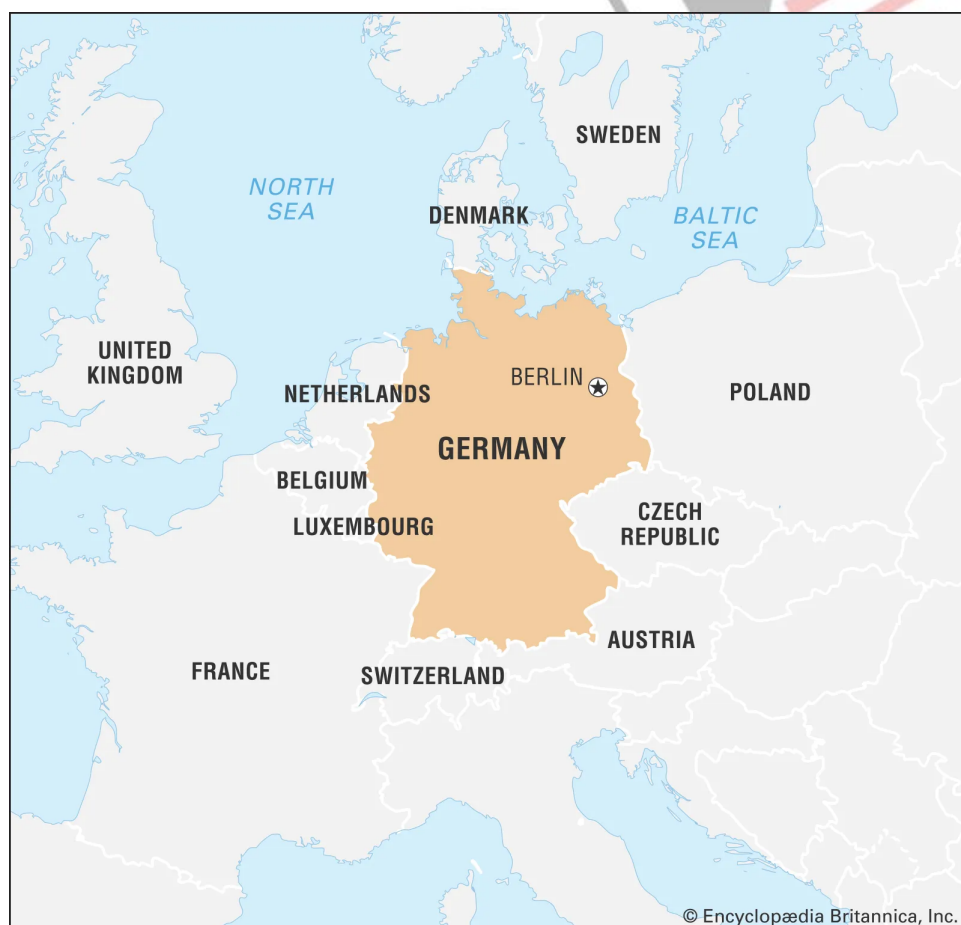 SWEDEN
NORTH
SEA
DENMARK
BALTIC
SEA
UNITED
KINGDOM
BERLIN
NETHERLANDS
POLAND
GERMANY
BELGIUM
CZECH
REPUBLIC
LUXEMBOURG
AUSTRIA
FRANCE
SWITZERLAND
© Encyclopædia Britannica, Inc.